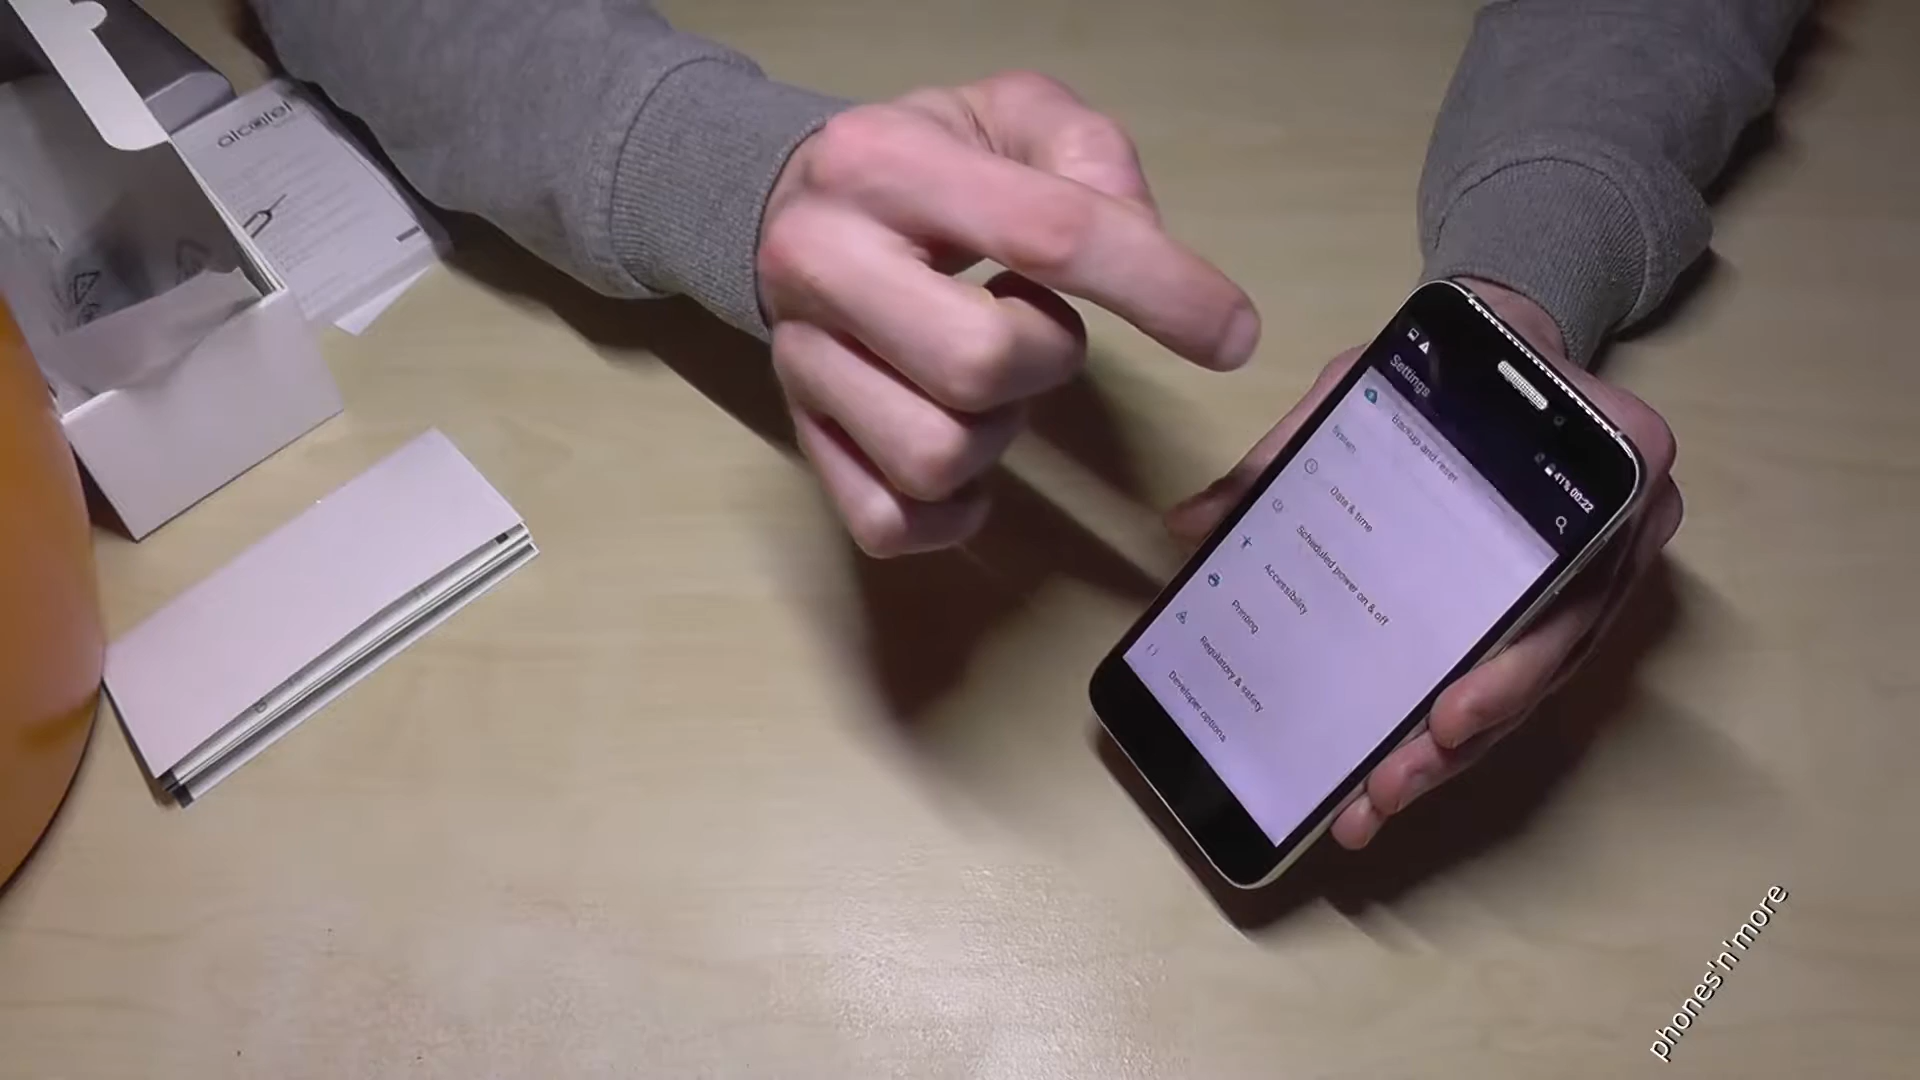 alcatel
Settings
41% 00:22
Backup and reset
System
Date & time
Scheduled power on & off
Accessibility
Printing
Regulatory & safety
Developer options
phones'n'more